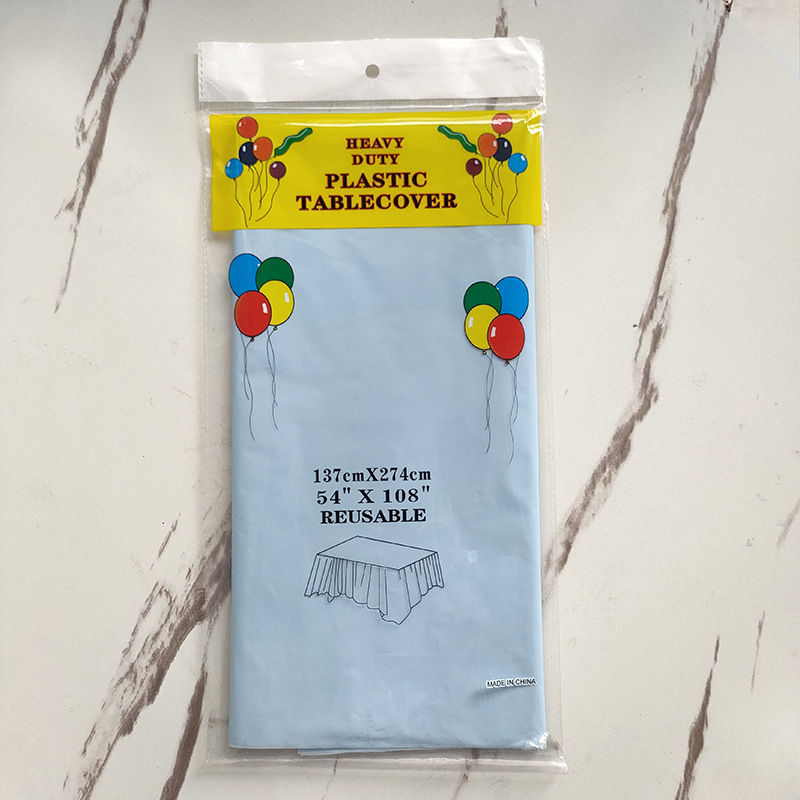 HEAVY
DUTY
PLASTIC
TABLECOVER
137cmX274cm
54" X 108"
REUSABLE
MADE IN CHINA